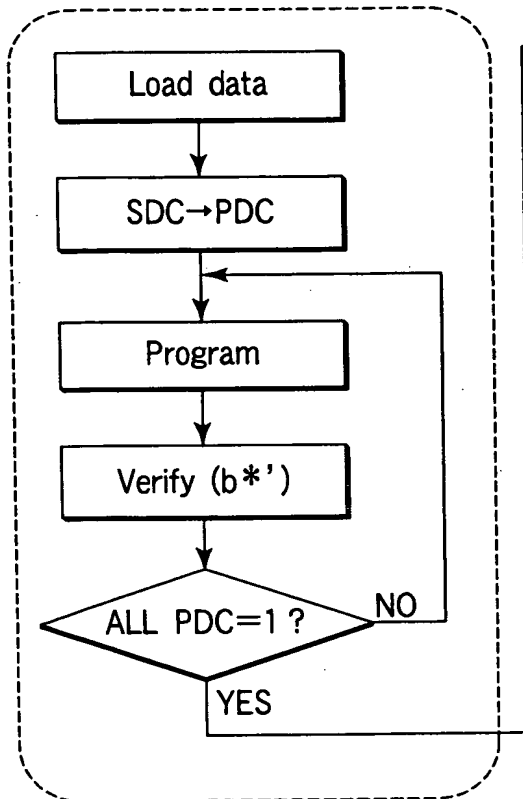 Load data
SDC→PDC
Program
Verify (b*')
ALL PDC=1 ?
NO
YES